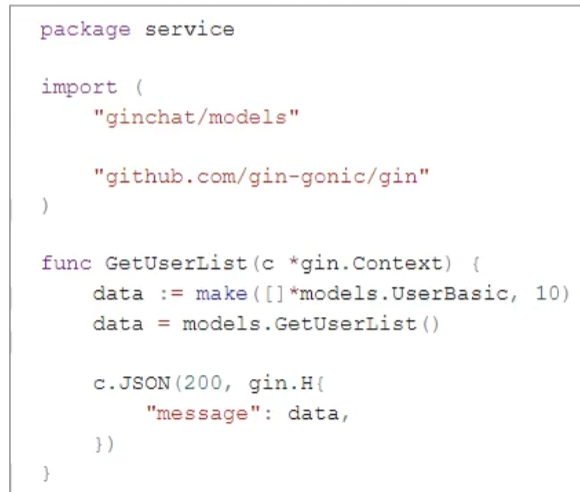 package service
import (
"ginchat/models"
"github.com/gin-gonic/gin"
)
func GetUserList(c *gin.Context) {
data := make([]*models.UserBasic, 10)
data = models.GetUserList()
c.JSON(200, gin.H{
"message": data,
})
}